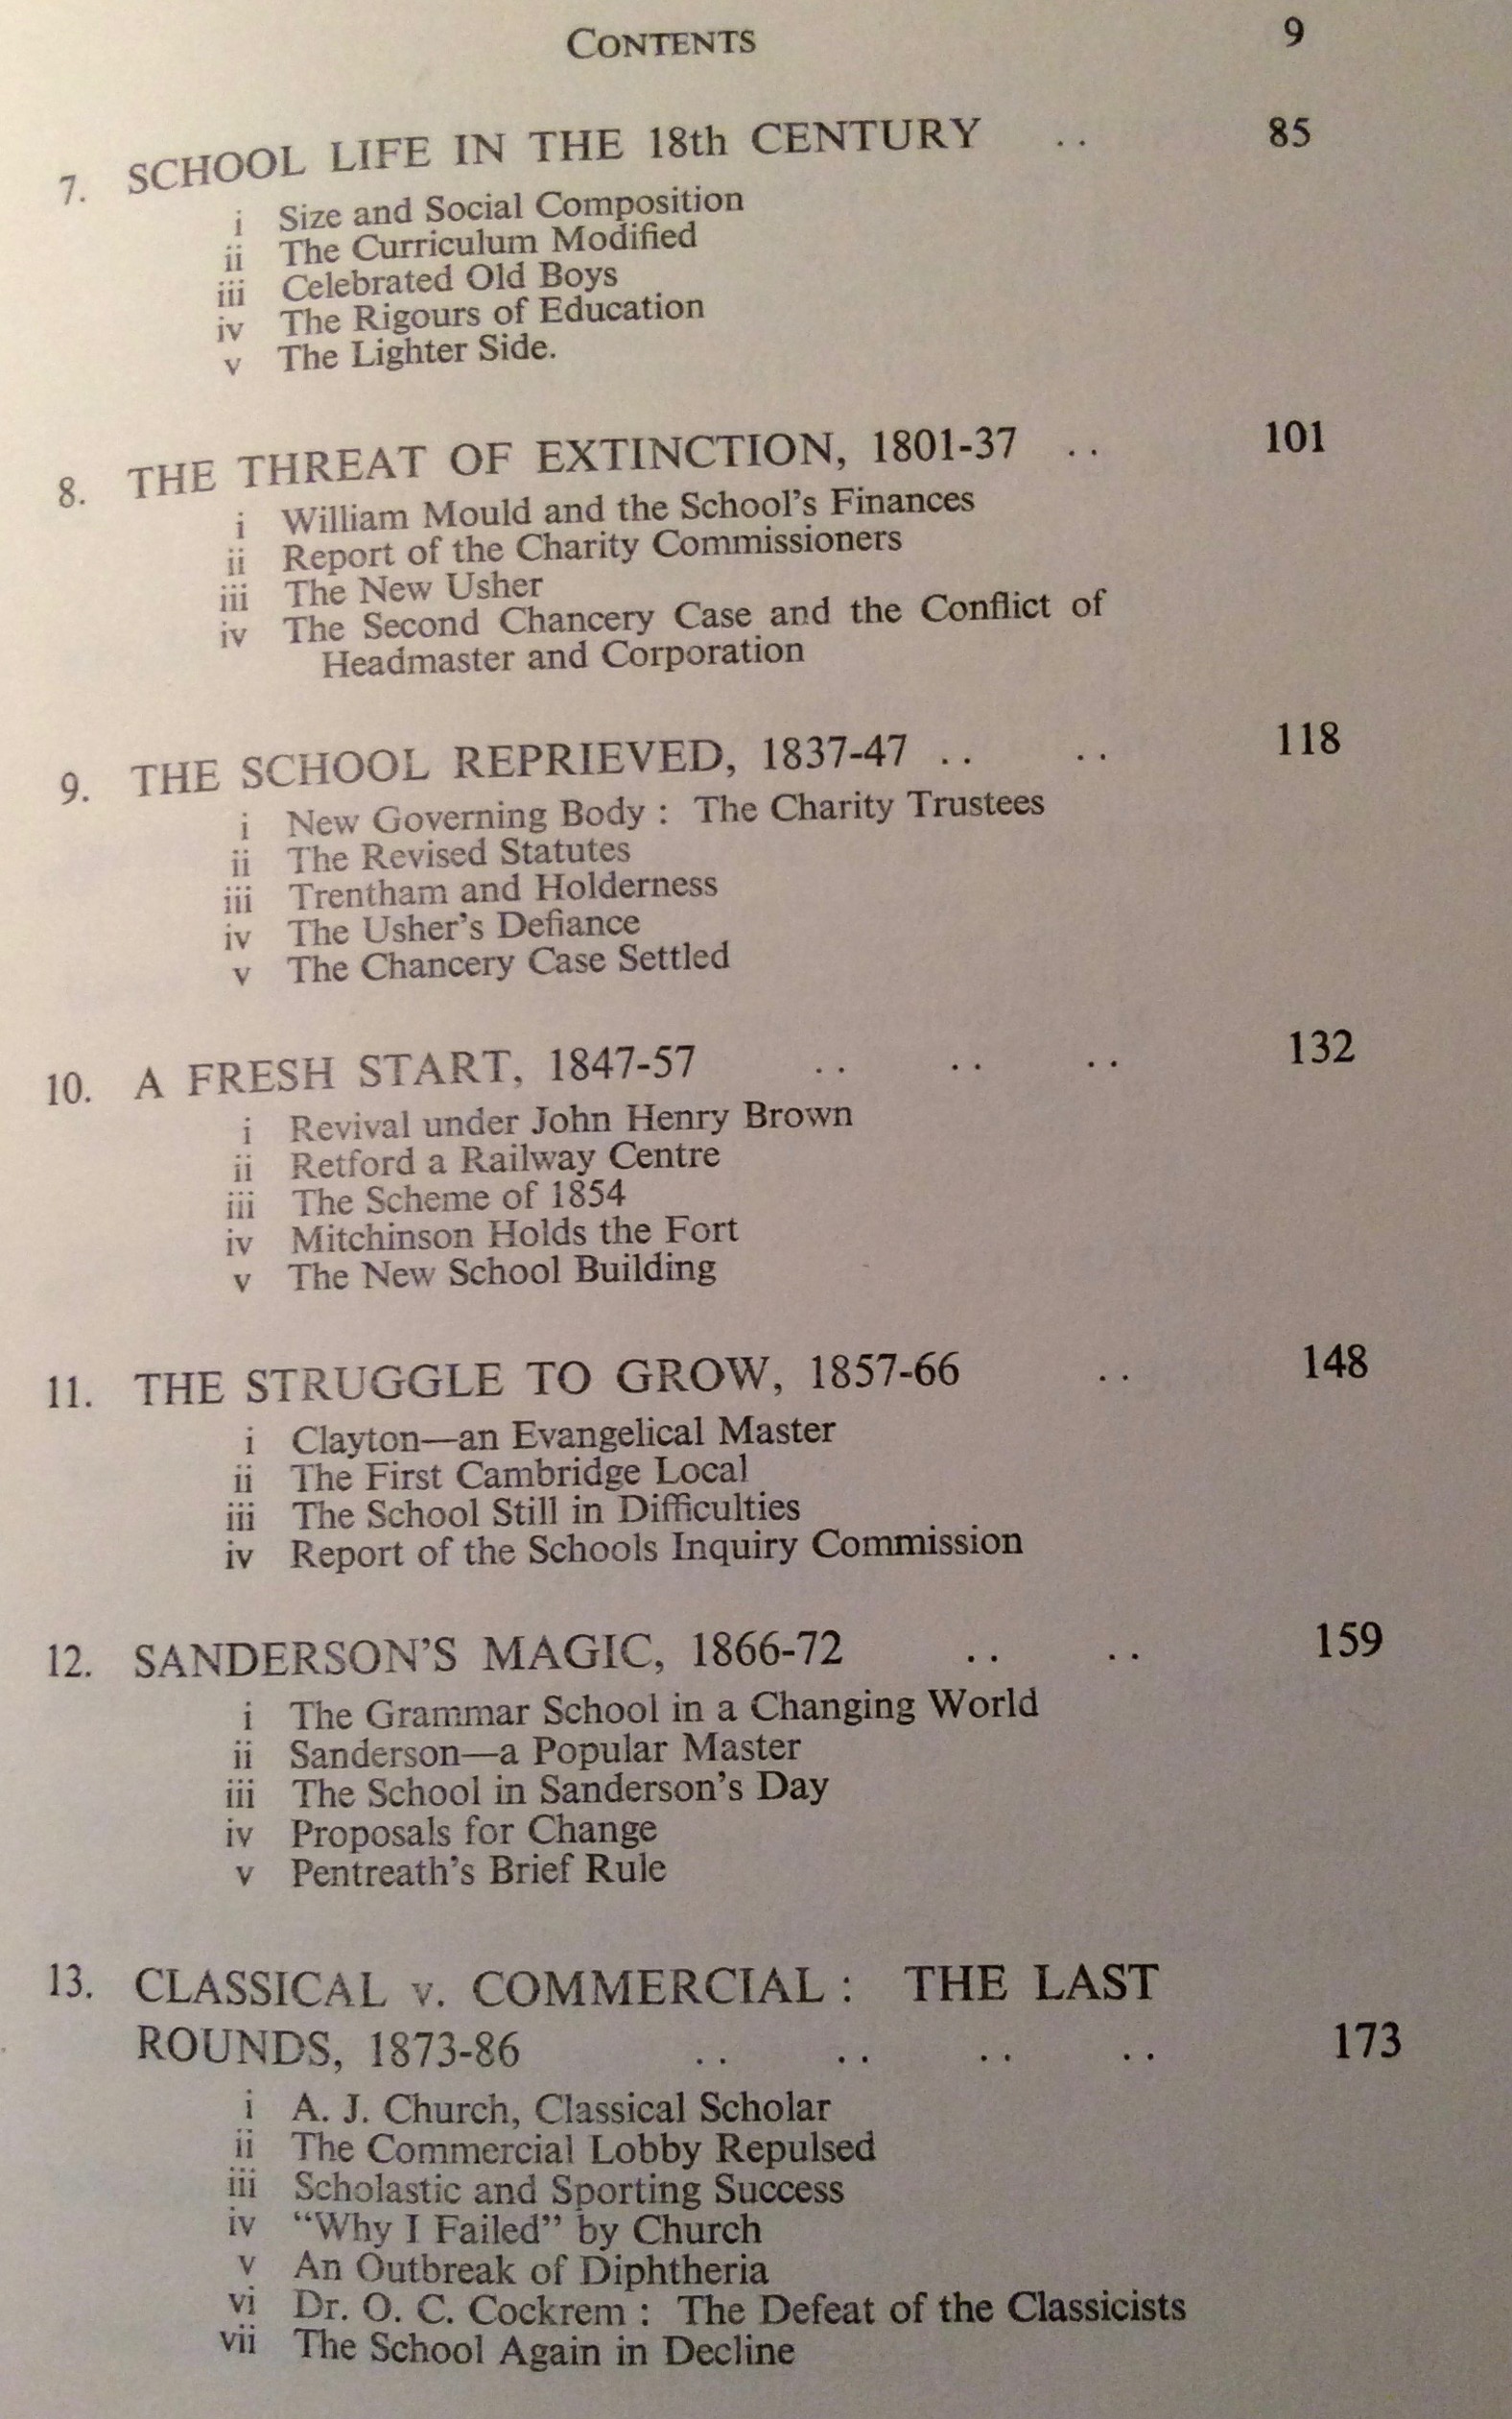 CONTENTS 9
7. SCHOOL LIFE IN THE 18th CENTURY .. 85
i Size and Social Composition
ii The Curriculum Modified
iii Celebrated Old Boys
iv The Rigours of Education
v The Lighter Side.
8. THE THREAT OF EXTINCTION, 1801-37 .. 101
i William Mould and the School's Finances
ii Report of the Charity Commissioners
iii The New Usher
iv The Second Chancery Case and the Conflict of
Headmaster and Corporation
9. THE SCHOOL REPRIEVED, 1837-47 .. .. 118
i New Governing Body : The Charity Trustees
ii The Revised Statutes
iii Trentham and Holderness
iv The Usher's Defiance
v The Chancery Case Settled
10. A FRESH START, 1847-57 .. .. .. 132
i Revival under John Henry Brown
ii Retford a Railway Centre
iii The Scheme of 1854
iv Mitchinson Holds the Fort
v The New School Building
11. THE STRUGGLE TO GROW, 1857-66 .. 148
i Clayton—an Evangelical Master
ii The First Cambridge Local
iii The School Still in Difficulties
iv Report of the Schools Inquiry Commission
12. SANDERSON'S MAGIC, 1866-72 .. .. 159
i The Grammar School in a Changing World
ii Sanderson—a Popular Master
iii The School in Sanderson's Day
iv Proposals for Change
v Pentreath's Brief Rule
13. CLASSICAL v. COMMERCIAL : THE LAST
ROUNDS, 1873-86 .. .. .. .. 173
i A. J. Church, Classical Scholar
ii The Commercial Lobby Repulsed
iii Scholastic and Sporting Success
iv “Why I Failed” by Church
v An Outbreak of Diphtheria
vi Dr. O. C. Cockrem : The Defeat of the Classicists
vii The School Again in Decline